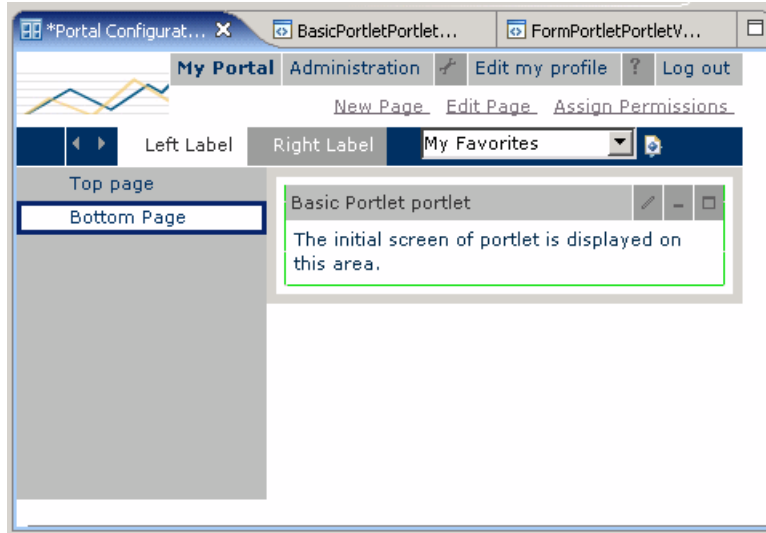 *Portal Configurat... BasicPortletPortlet... FormPortletPortletV...
My Portal Administration Edit my profile ? Log out
New Page Edit Page Assign Permissions
Left Label Right Label My Favorites
Top page
Bottom Page
Basic Portlet portlet
The initial screen of portlet is displayed on
this area.